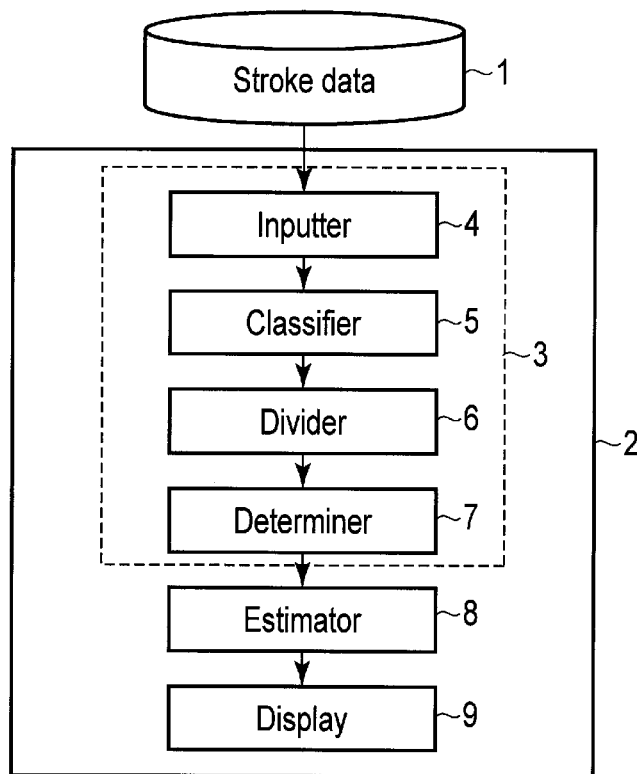 Stroke data 1
Inputter 4
Classifier 5
3
Divider 6
2
Determiner 7
Estimator 8
Display 9